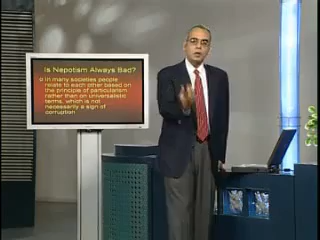 Is Nepotism Always Bad?
o In many societies people
relate to each other based on
the principle of particularism
rather than on universalistic
terms, which is not
necessarily a sign of
corruption